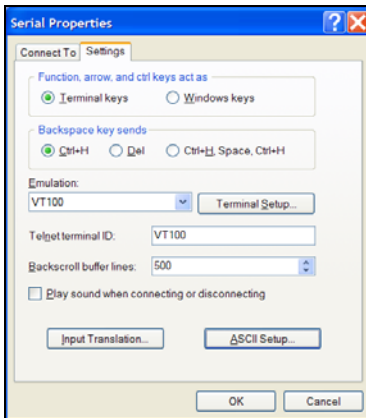 Serial Properties
Connect To Settings
Function, arrow, and ctrl keys act as
Terminal keys Windows keys
Backspace key sends
Ctrl+H Del Ctrl+H, Space, Ctrl+H
Emulation:
VT100 Terminal Setup...
Telnet terminal ID: VT100
Backscroll buffer lines: 500
Play sound when connecting or disconnecting
Input Translation... ASCII Setup...
OK Cancel